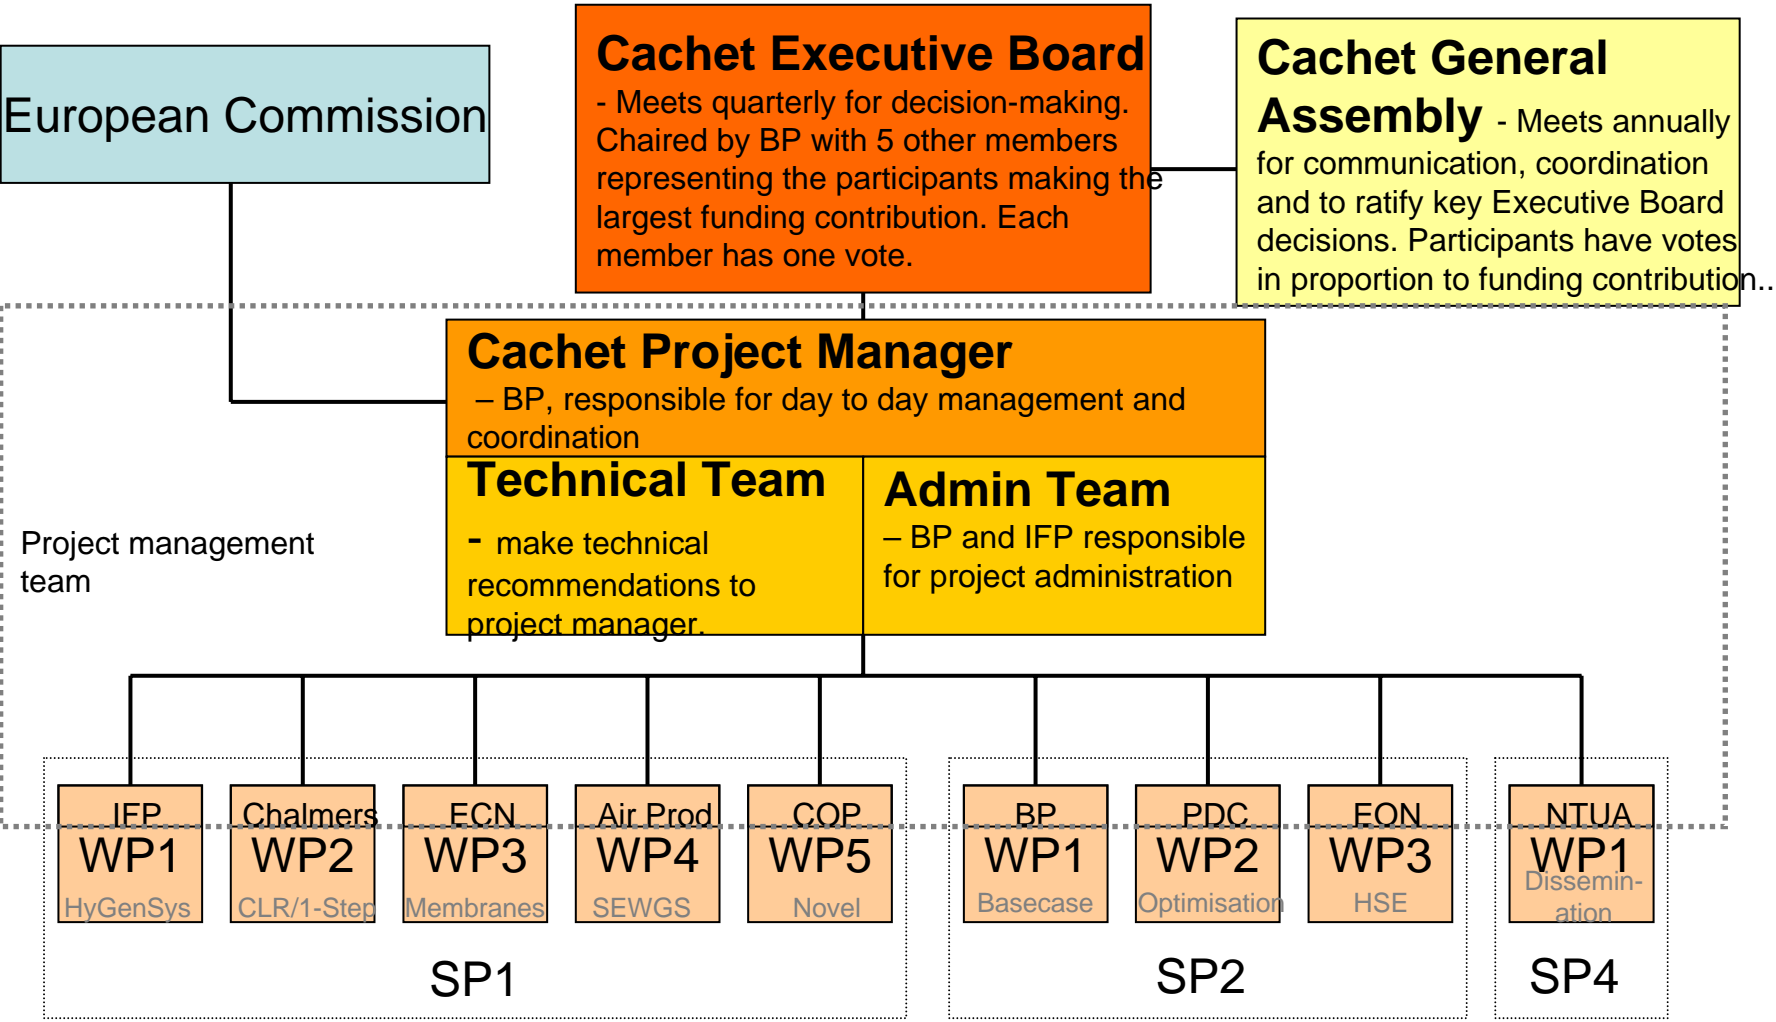 European Commission
Cachet Executive Board
- Meets quarterly for decision-making.
Chaired by BP with 5 other members
representing the participants making the
largest funding contribution. Each
member has one vote.
Cachet General
Assembly - Meets annually
for communication, coordination
and to ratify key Executive Board
decisions. Participants have votes
in proportion to funding contribution..
Cachet Project Manager
– BP, responsible for day to day management and
coordination
Technical Team
- make technical
recommendations to
project manager.
Admin Team
– BP and IFP responsible
for project administration
Project management
team
IFP
WP1
HyGenSys
Chalmers
WP2
CLR/1-Step
ECN
WP3
Membranes
Air Prod
WP4
SEWGS
COP
WP5
Novel
SP1
BP
WP1
Basecase
PDC
WP2
Optimisation
EON
WP3
HSE
SP2
NTUA
WP1
Dissemin-
ation
SP4